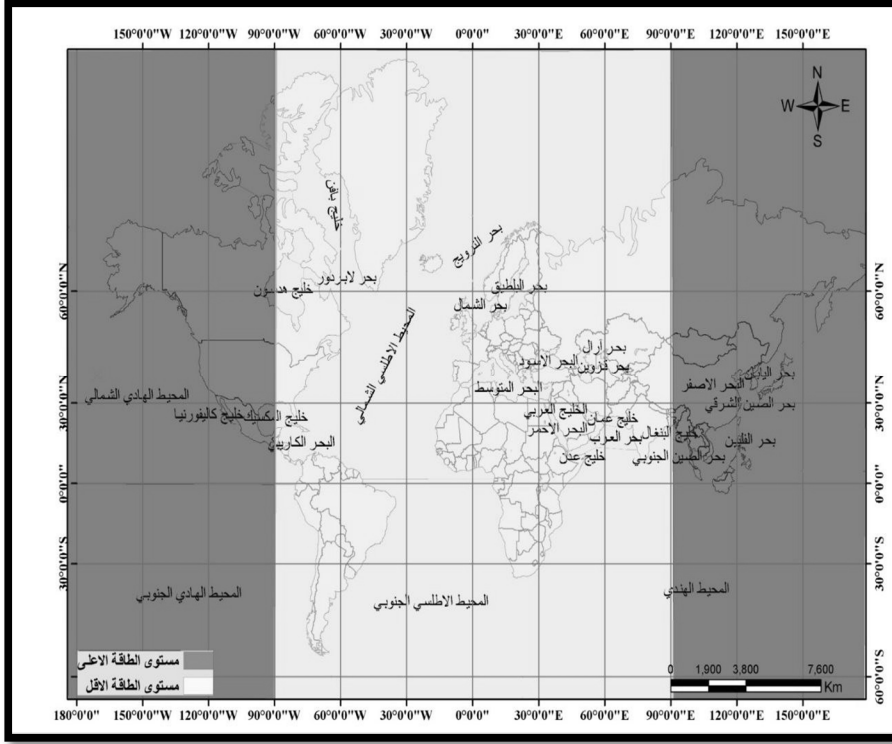 150°0'0"W 120°0'0"W 90°0'0"W 60°0'0"W 30°0'0"W 0°0'0" 30°0'0"E 60°0'0"E 90°0'0"E 120°0'0"E 150°0'0"E
N
W E
S
خليج بافن
بحر النرويج
بحر لابرادور
خليج هدسون
بحر البلطيق
بحر الشمال
60°0'0"N
60°0'0"N
المحيط الاطلسي الشمالي
بحر ارال
البحر الاسود
بحر قزوين
بحر اليابان
البحر الاصفر
البحر المتوسط
المحيط الهادي الشمالي
30°0'0"N
30°0'0"N
بحر الصين الشرقي
خليج المكسيك
خليج كاليفورنيا
الخليج العربي
خليج عمان
البحر الاحمر
بحر العرب
خليج البنغال
بحر الفلبين
البحر الكاريبي
خليج عدن
بحر الصين الجنوبي
0°0'0"
0°0'0"
30°0'0"S
30°0'0"S
المحيط الهادي الجنوبي
المحيط الاطلسي الجنوبي
المحيط الهندي
مستوى الطاقة الاعلى
مستوى الطاقة الاقل
0 1,900 3,800 7,600
Km
60°0'0"S
180°0'0" 150°0'0"W 120°0'0"W 90°0'0"W 60°0'0"W 30°0'0"W 0°0'0" 30°0'0"E 60°0'0"E 90°0'0"E 120°0'0"E 150°0'0"E